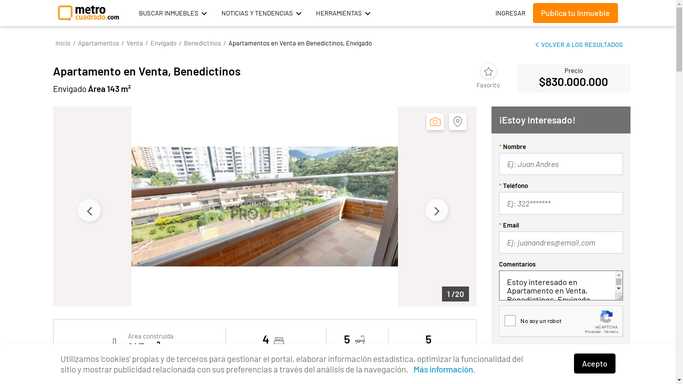 metro
cuadrado.com
BUSCAR INMUEBLES
NOTICIAS Y TENDENCIAS
HERRAMIENTAS
INGRESAR
Publica tu Inmueble
Inicio / Apartamentos / Venta / Envigado / Benedictinos / Apartamentos en Venta en Benedictinos, Envigado
VOLVER A LOS RESULTADOS
Apartamento en Venta, Benedictinos
Envigado Área 143 m²
Favorito
Precio
$830.000.000
1 / 20
¡Estoy Interesado!
* Nombre
Ej: Juan Andres
* Teléfono
Ej: 322*******
* Email
Ej: juanandres@email.com
Comentarios
Estoy interesado en
Apartamento en Venta,
Benedictinos, Envigado
No soy un robot
reCAPTCHA
Privacidad - Términos
Área construida
4
5
5
Utilizamos 'cookies' propias y de terceros para gestionar el portal, elaborar información estadística, optimizar la funcionalidad del
sitio y mostrar publicidad relacionada con sus preferencias a través del análisis de la navegación. Más información.
Acepto